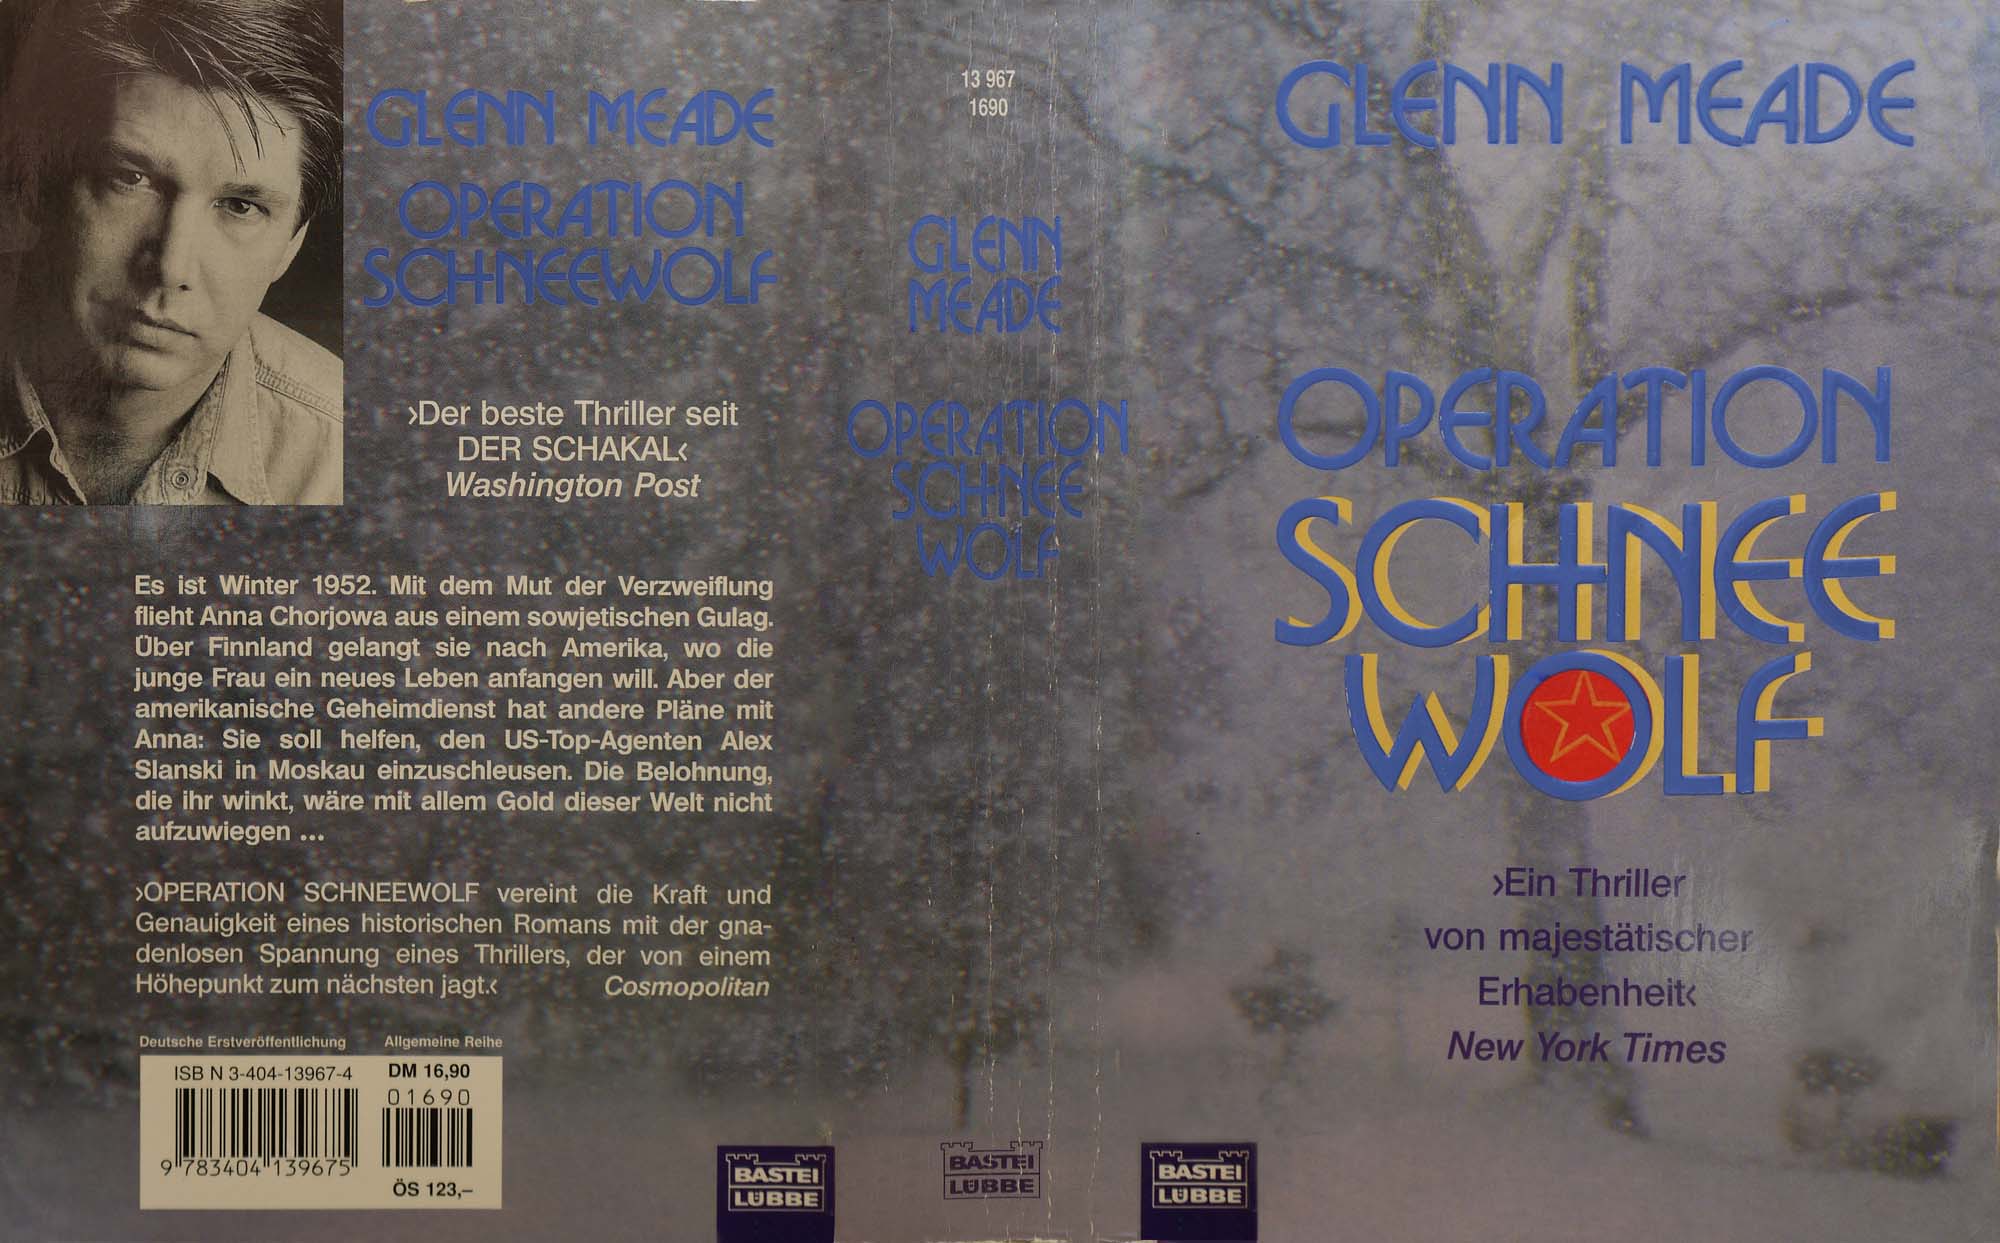 GLENN MEADE
OPERATION
SCHNEEWOLF
›Der beste Thriller seit
DER SCHAKAL‹
Washington Post
Es ist Winter 1952. Mit dem Mut der Verzweiflung
flieht Anna Chorjowa aus einem sowjetischen Gulag.
Über Finnland gelangt sie nach Amerika, wo die
junge Frau ein neues Leben anfangen will. Aber der
amerikanische Geheimdienst hat andere Pläne mit
Anna: Sie soll helfen, den US-Top-Agenten Alex
Slanski in Moskau einzuschleusen. Die Belohnung,
die ihr winkt, wäre mit allem Gold dieser Welt nicht
aufzuwiegen ...
›OPERATION SCHNEEWOLF vereint die Kraft und
Genauigkeit eines historischen Romans mit der gna-
denlosen Spannung eines Thrillers, der von einem
Höhepunkt zum nächsten jagt.‹ Cosmopolitan
Deutsche Erstveröffentlichung Allgemeine Reihe
ISBN 3-404-13967-4 DM 16,90
01690
9 783404 139675
ÖS 123,–
BASTEI
LÜBBE
13 967
1690
GLENN
MEADE
OPERATION
SCHNEE
WOLF
BASTEI
LÜBBE
GLENN MEADE
OPERATION
SCHNEE
WOLF
›Ein Thriller
von majestätischer
Erhabenheit‹
New York Times
BASTEI
LÜBBE